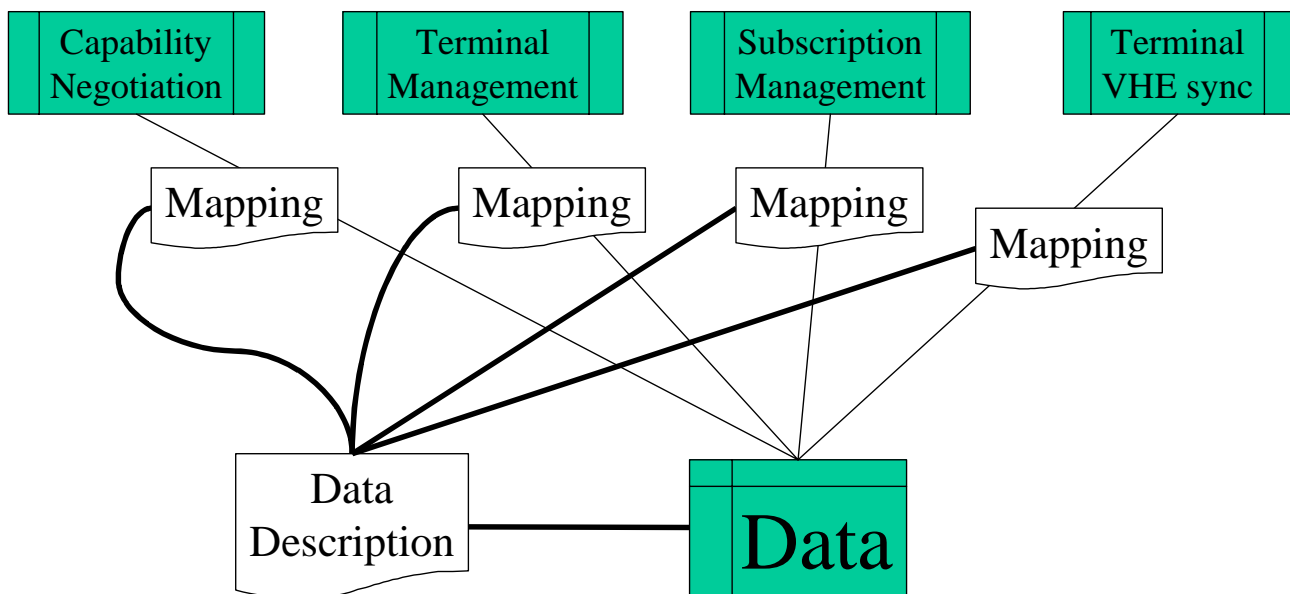 Capability
Negotiation
Terminal
Management
Subscription
Management
Terminal
VHE sync
Mapping
Mapping
Mapping
Mapping
Data
Description
Data